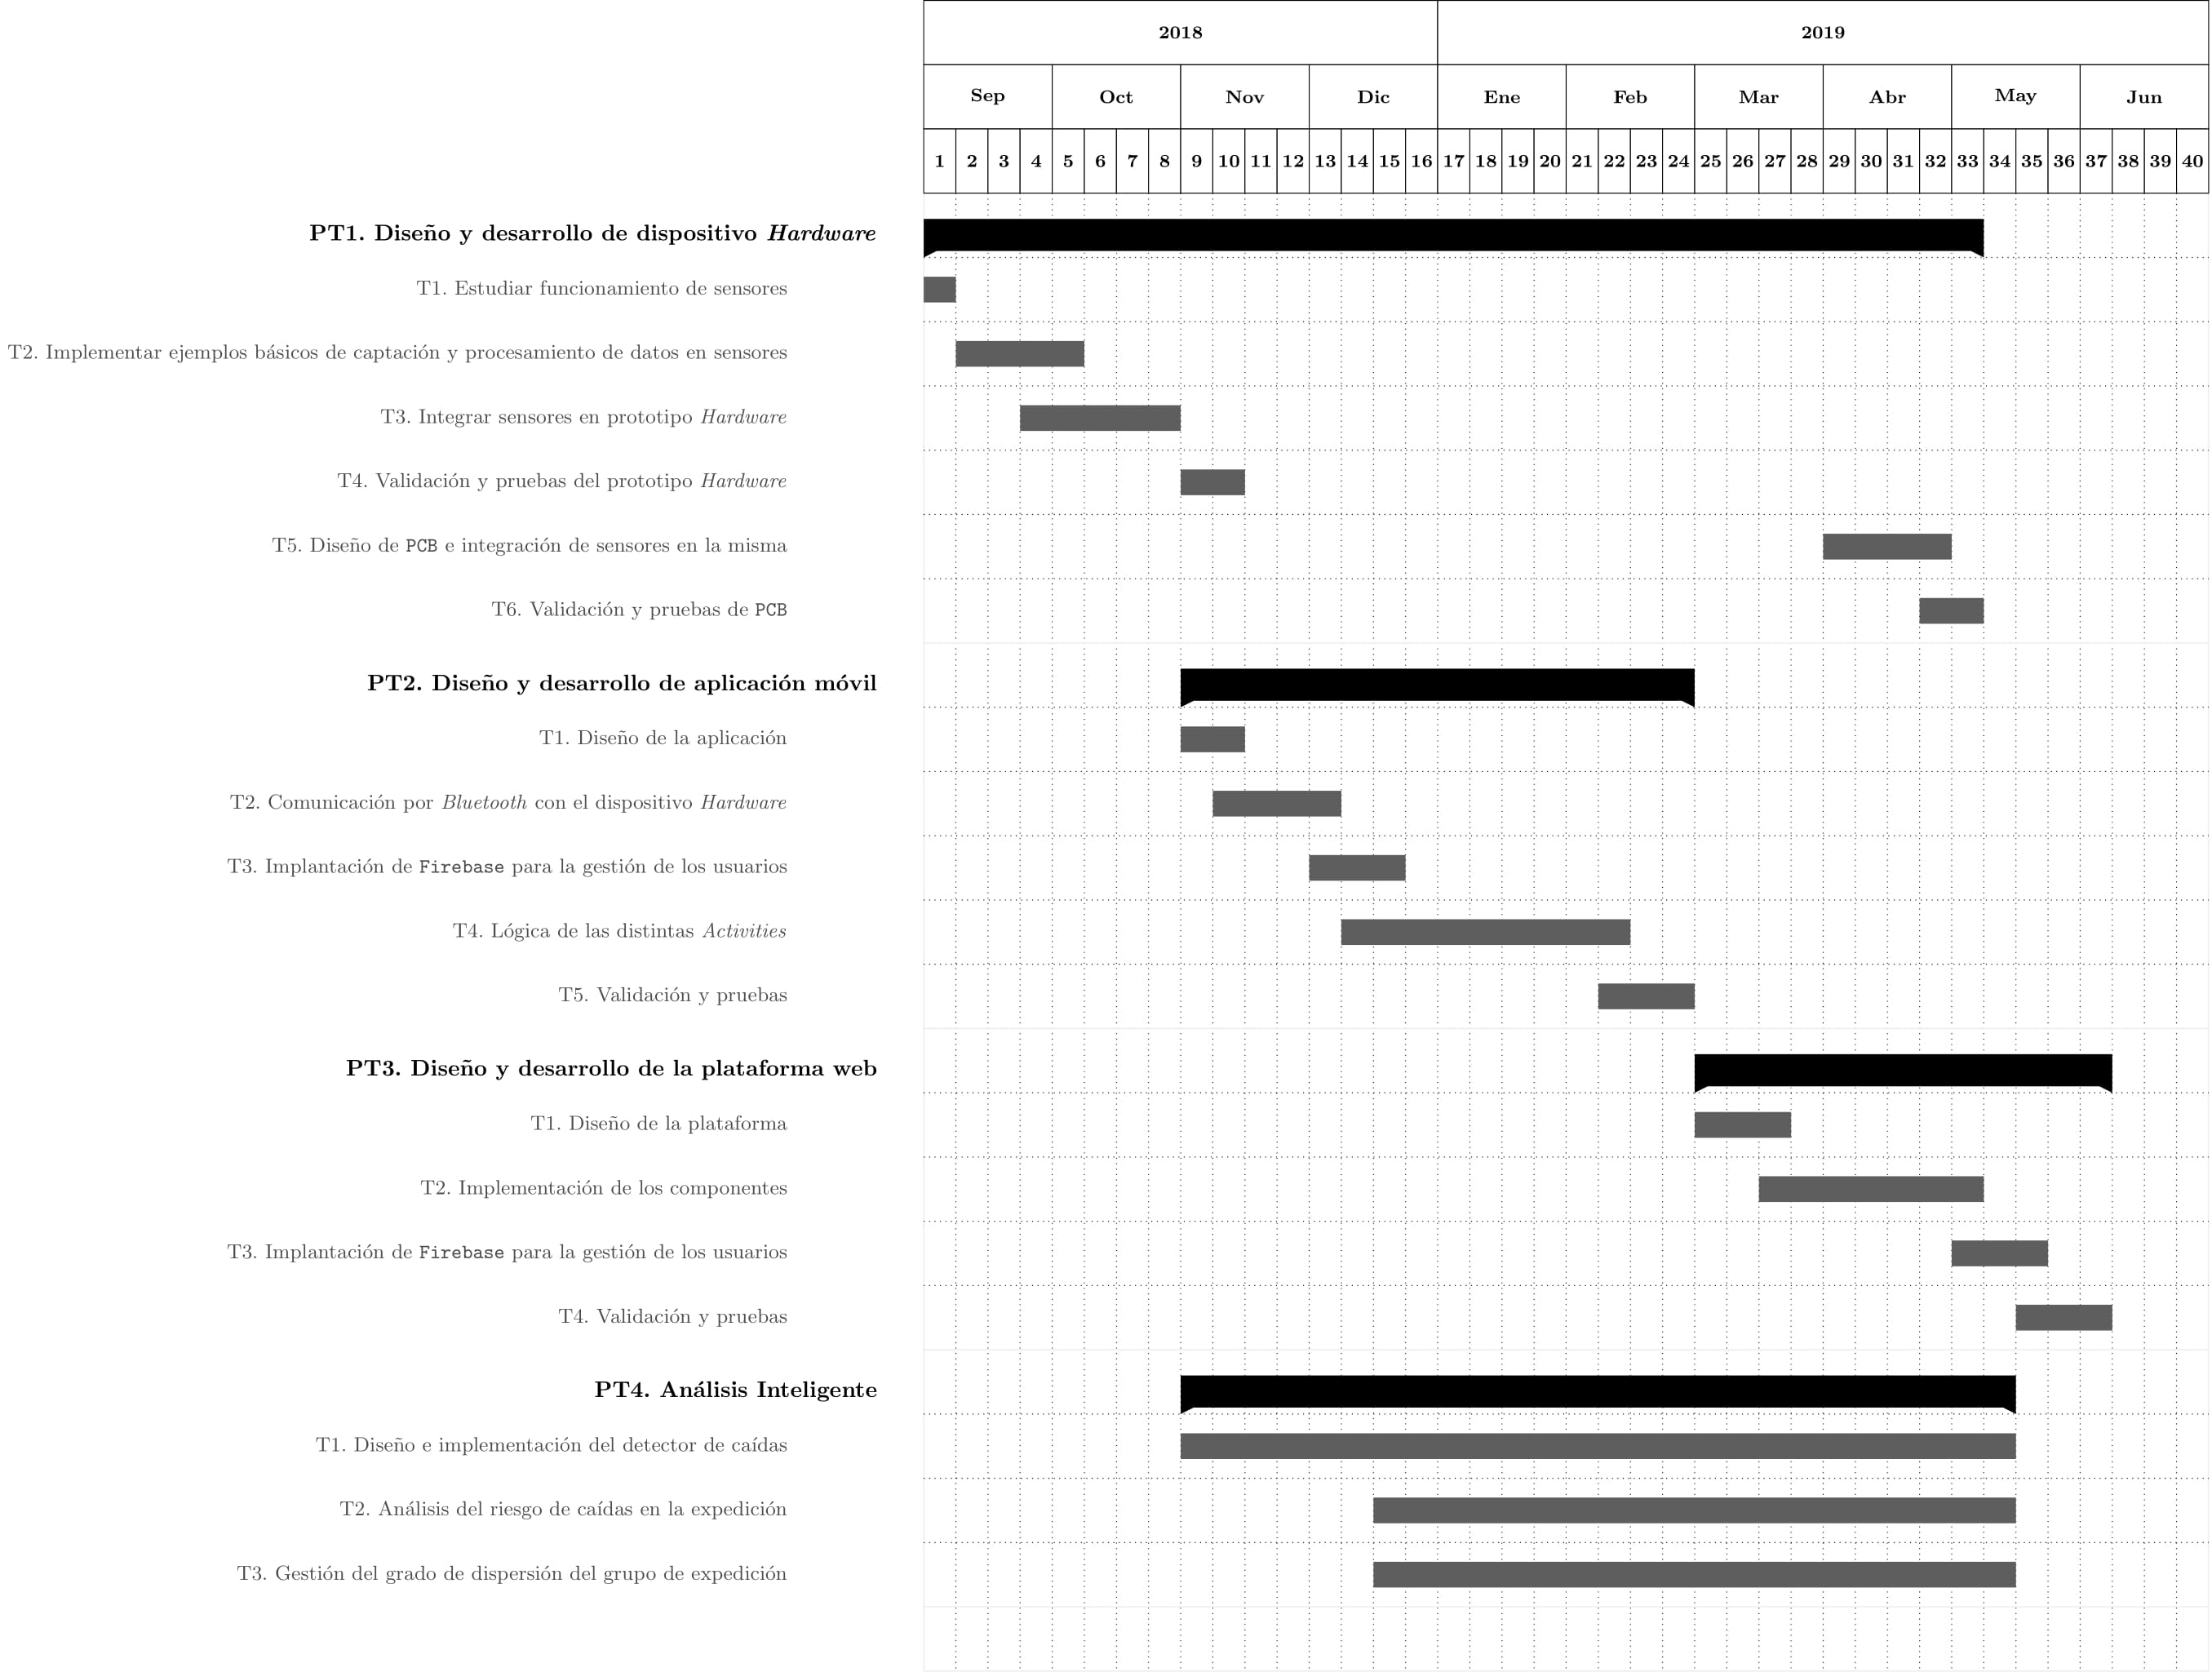 2018 2019
Sep Oct Nov Dic Ene Feb Mar Abr May Jun
1 2 3 4 5 6 7 8 9 10 11 12 13 14 15 16 17 18 19 20 21 22 23 24 25 26 27 28 29 30 31 32 33 34 35 36 37 38 39 40
PT1. Diseño y desarrollo de dispositivo Hardware
T1. Estudiar funcionamiento de sensores
T2. Implementar ejemplos básicos de captación y procesamiento de datos en sensores
T3. Integrar sensores en prototipo Hardware
T4. Validación y pruebas del prototipo Hardware
T5. Diseño de PCB e integración de sensores en la misma
T6. Validación y pruebas de PCB
PT2. Diseño y desarrollo de aplicación móvil
T1. Diseño de la aplicación
T2. Comunicación por Bluetooth con el dispositivo Hardware
T3. Implantación de Firebase para la gestión de los usuarios
T4. Lógica de las distintas Activities
T5. Validación y pruebas
PT3. Diseño y desarrollo de la plataforma web
T1. Diseño de la plataforma
T2. Implementación de los componentes
T3. Implantación de Firebase para la gestión de los usuarios
T4. Validación y pruebas
PT4. Análisis Inteligente
T1. Diseño e implementación del detector de caídas
T2. Análisis del riesgo de caídas en la expedición
T3. Gestión del grado de dispersión del grupo de expedición